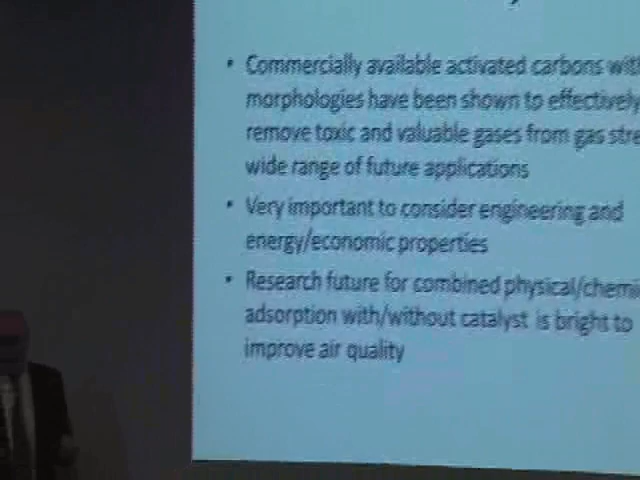 • Commercially available activated carbons with
morphologies have been shown to effectively
remove toxic and valuable gases from gas stre
wide range of future applications
• Very important to consider engineering and
energy/economic properties
• Research future for combined physical/chemi
adsorption with/without catalyst is bright to
improve air quality